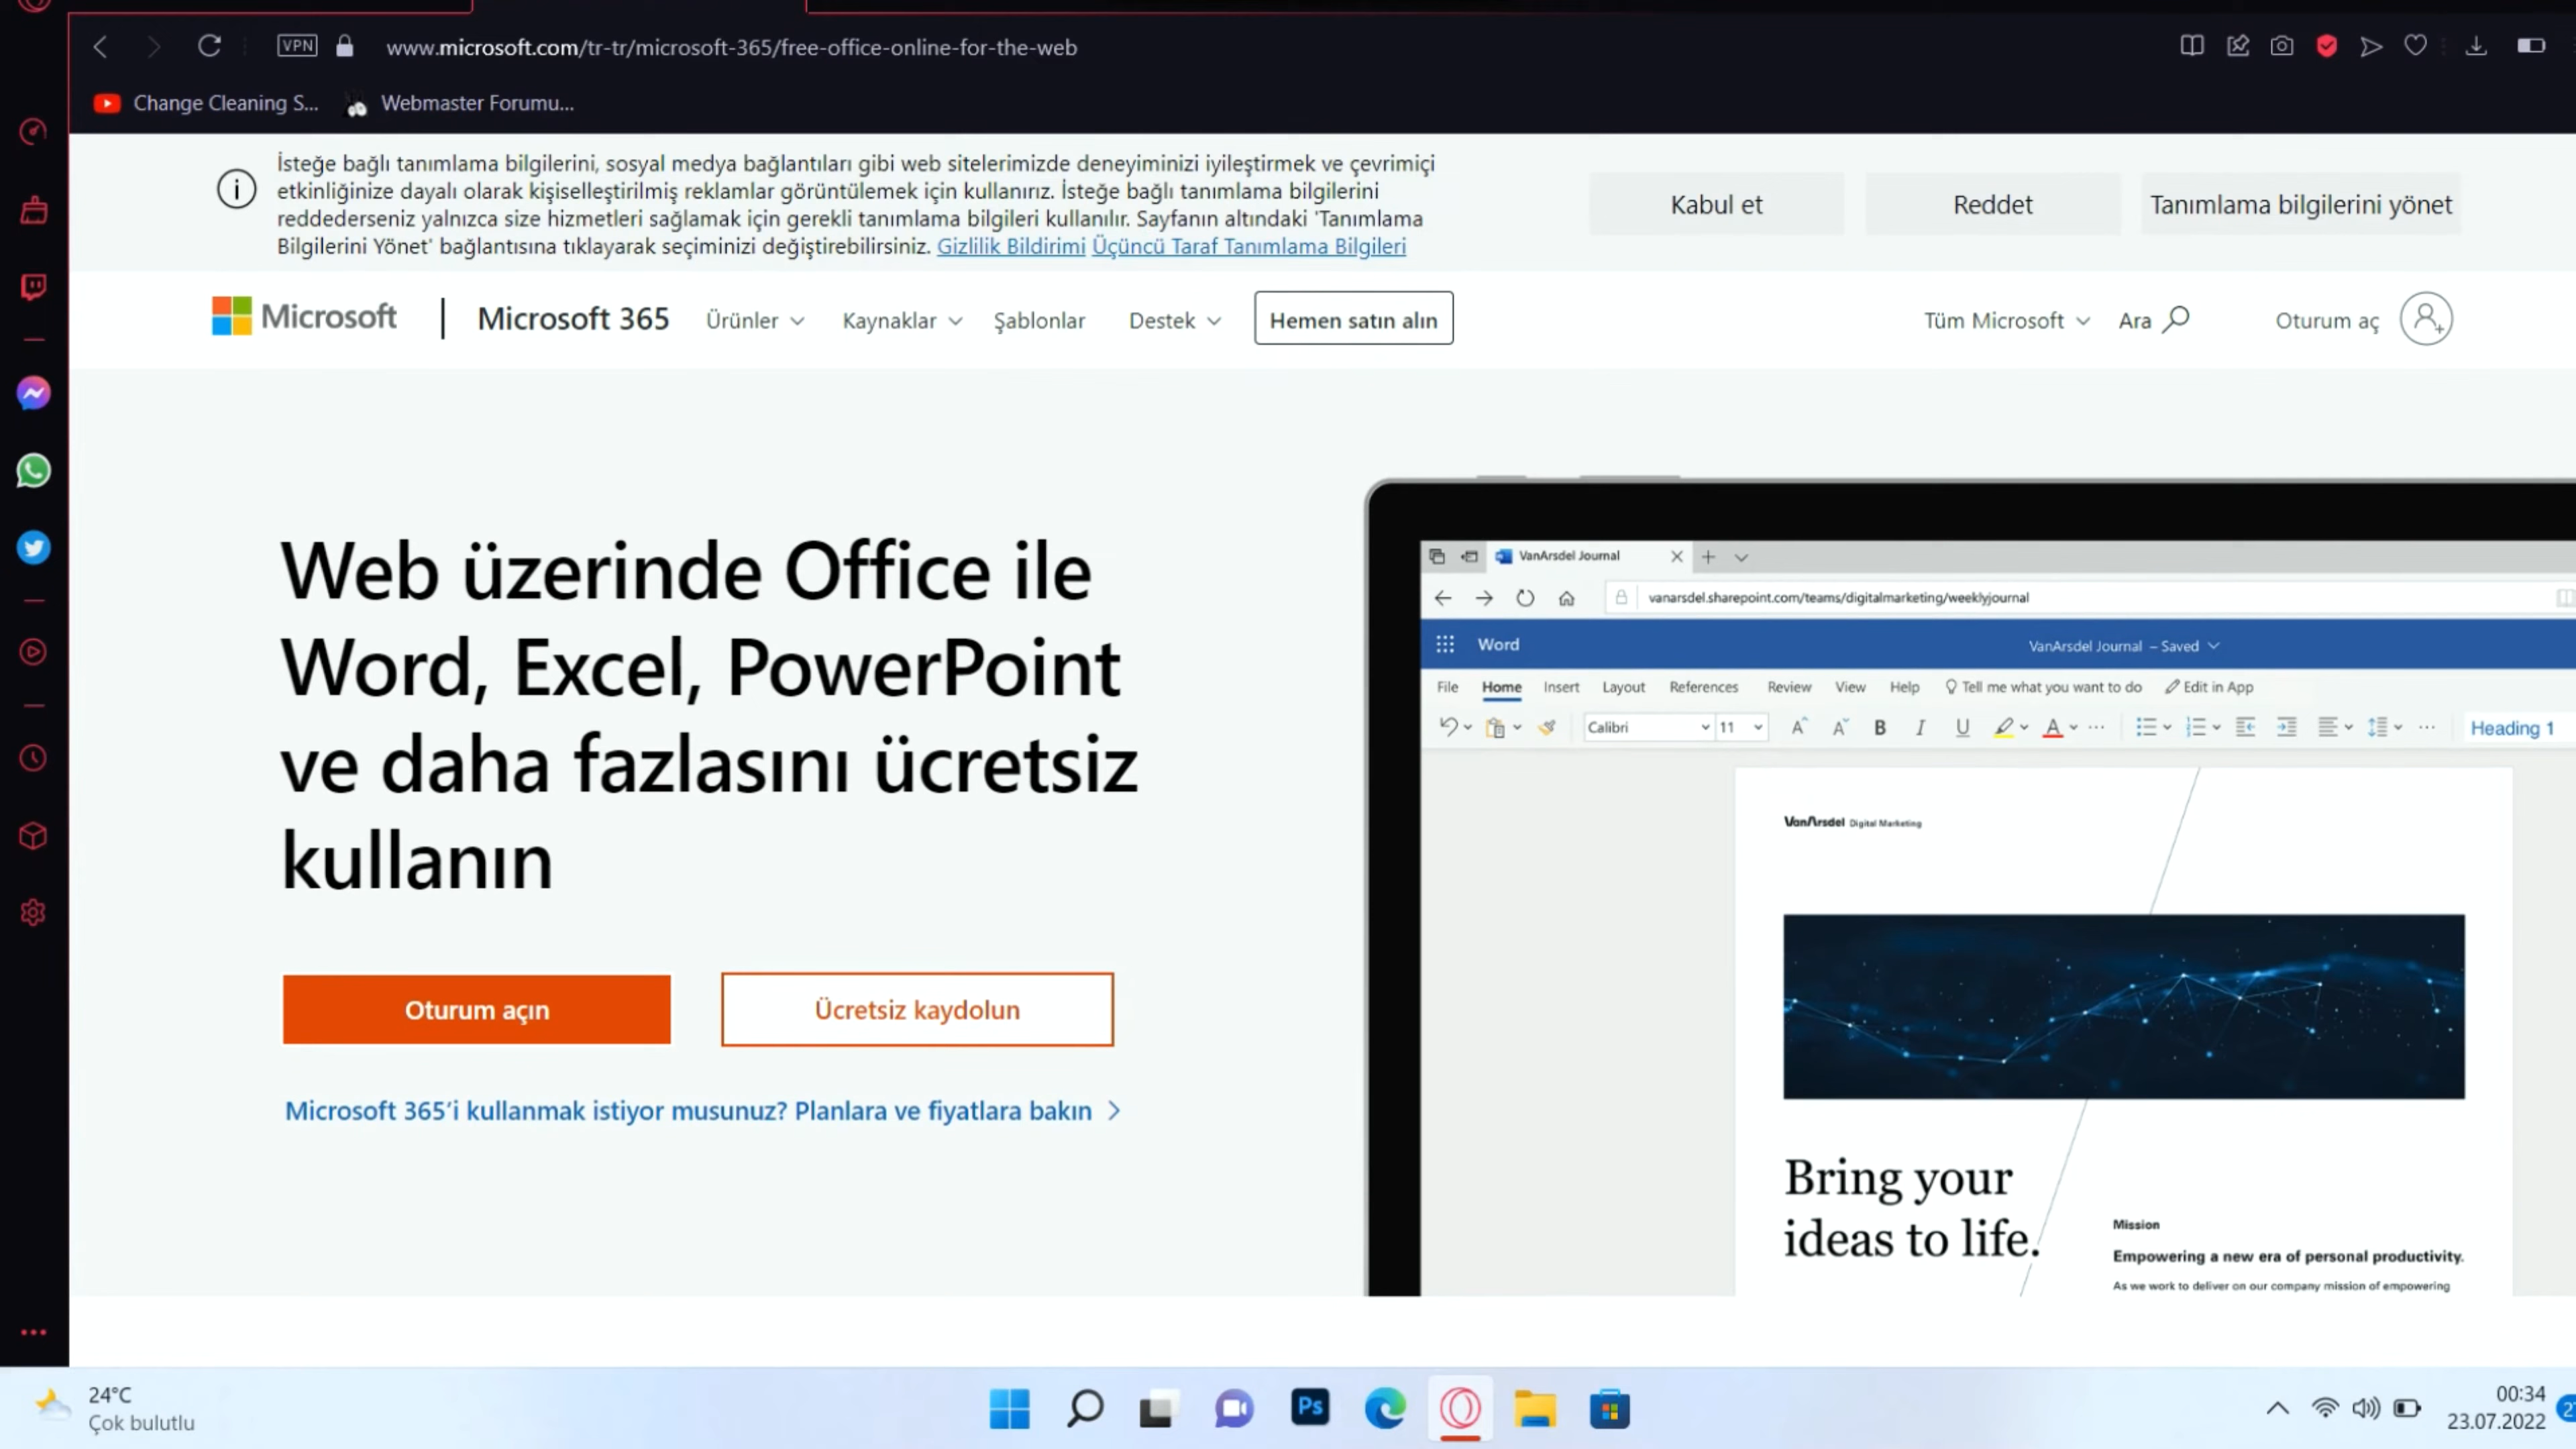 VPN
www.microsoft.com/tr-tr/microsoft-365/free-office-online-for-the-web
Change Cleaning S...
Webmaster Forumu...
İsteğe bağlı tanımlama bilgilerini, sosyal medya bağlantıları gibi web sitelerimizde deneyiminizi iyileştirmek ve çevrimiçi
etkinliğinize dayalı olarak kişiselleştirilmiş reklamlar görüntülemek için kullanırız. İsteğe bağlı tanımlama bilgilerini
reddederseniz yalnızca size hizmetleri sağlamak için gerekli tanımlama bilgileri kullanılır. Sayfanın altındaki 'Tanımlama
Bilgilerini Yönet' bağlantısına tıklayarak seçiminizi değiştirebilirsiniz. Gizlilik Bildirimi Üçüncü Taraf Tanımlama Bilgileri
Kabul et
Reddet
Tanımlama bilgilerini yönet
Microsoft
Microsoft 365
Ürünler
Kaynaklar
Şablonlar
Destek
Hemen satın alın
Tüm Microsoft
Ara
Oturum aç
Web üzerinde Office ile
Word, Excel, PowerPoint
ve daha fazlasını ücretsiz
kullanın
Oturum açın
Ücretsiz kaydolun
Microsoft 365'i kullanmak istiyor musunuz? Planlara ve fiyatlara bakın
VanArsdel Journal
vanarsdel.sharepoint.com/teams/digitalmarketing/weeklyjournal
Word
VanArsdel Journal – Saved
File Home Insert Layout References Review View Help Tell me what you want to do Edit in App
Calibri 11 A A B I U A Heading 1
VanArsdel Digital Marketing
Bring your
ideas to life.
Mission
Empowering a new era of personal productivity.
As we work to deliver on our company mission of empowering
24°C
Çok bulutlu
Ps
00:34
23.07.2022